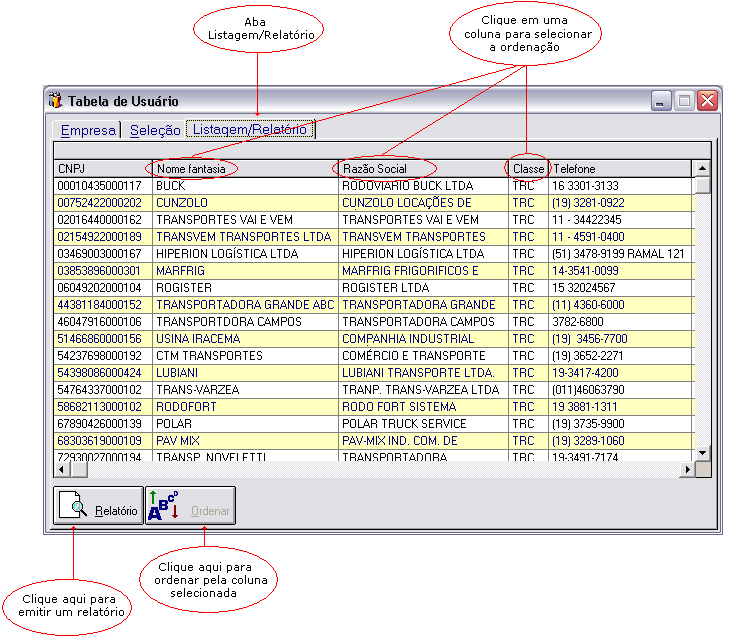 Aba
Listagem/Relatório
Clique em uma
coluna para selecionar
a ordenação
Tabela de Usuário
Empresa Seleção Listagem/Relatório
CNPJ Nome fantasia Razão Social Classe Telefone
00010435000117 BUCK RODOVIARIO BUCK LTDA TRC 16 3301-3133
00752422000202 CUNZOLO CUNZOLO LOCAÇÕES DE TRC (19) 3281-0922
02016440000162 TRANSPORTES VAI E VEM TRANSPORTES VAI E VEM TRC 11 - 34422345
02154922000189 TRANSVEM TRANSPORTES LTDA TRANSVEM TRANSPORTES TRC 11 - 4591-0400
03469003000167 HIPERION LOGÍSTICA LTDA HIPERION LOGÍSTICA LTDA TRC (51) 3478-9199 RAMAL 121
03853896000301 MARFRIG MARFRIG FRIGORIFICOS E TRC 14-3541-0099
06049202000104 ROGISTER ROGISTER LTDA TRC 15 32024567
44381184000152 TRANSPORTADORA GRANDE ABC TRANSPORTADORA GRANDE TRC (11) 4360-6000
46047916000106 TRANSPORTDORA CAMPOS TRANSPORTADORA CAMPOS TRC 3782-6800
51466860000156 USINA IRACEMA COMPANHIA INDUSTRIAL TRC (19) 3456-7700
54237698000192 CTM TRANSPORTES COMÉRCIO E TRANSPORTE TRC (19) 3652-2271
54398086000424 LUBIANI LUBIANI TRANSPORTE LTDA. TRC 19-3417-4200
54764337000102 TRANS-VARZEA TRANP. TRANS-VARZEA LTDA TRC (011)46063790
58682113000102 RODOFORT RODO FORT SISTEMA TRC 19 3881-1311
67890426000139 POLAR POLAR TRUCK SERVICE TRC (19) 3735-9900
68303619000109 PAV MIX PAV-MIX IND. COM. DE TRC (19) 3289-1060
72930027000194 TRANSP. NOVELETTI TRANSPORTADORA TRC 19-3491-7174
Relatório ABCD Ordenar
Clique aqui para
ordenar pela coluna
selecionada
Clique aqui para
emitir um relatório